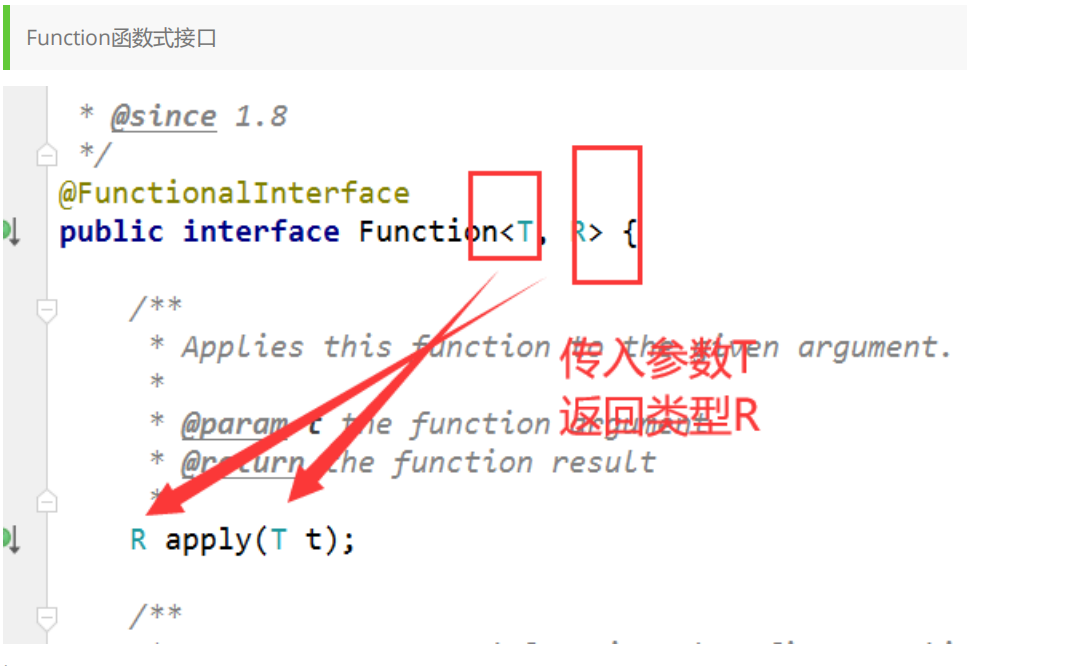 Function函数式接口
* @since 1.8
*/
@FunctionalInterface
public interface Function<T, R> {
/**
* Applies this function to the given argument.
*
传入参数T
* @param t the function argument
返回类型R
* @return the function result
*
R apply(T t);
/**